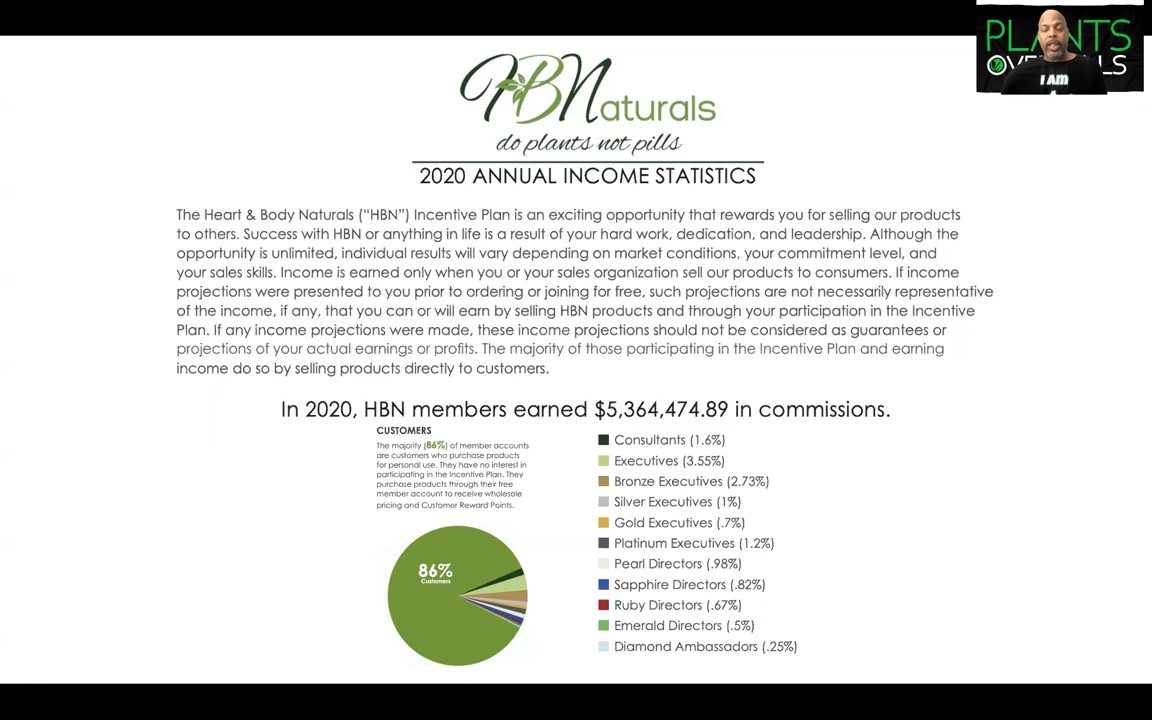 PLANTS
I AM
HBNaturals
do plants not pills
2020 ANNUAL INCOME STATISTICS
The Heart & Body Naturals (“HBN”) Incentive Plan is an exciting opportunity that rewards you for selling our products
to others. Success with HBN or anything in life is a result of your hard work, dedication, and leadership. Although the
opportunity is unlimited, individual results will vary depending on market conditions, your commitment level, and
your sales skills. Income is earned only when you or your sales organization sell our products to consumers. If income
projections were presented to you prior to ordering or joining for free, such projections are not necessarily representative
of the income, if any, that you can or will earn by selling HBN products and through your participation in the Incentive
Plan. If any income projections were made, these income projections should not be considered as guarantees or
projections of your actual earnings or profits. The majority of those participating in the Incentive Plan and earning
income do so by selling products directly to customers.
In 2020, HBN members earned $5,364,474.89 in commissions.
CUSTOMERS
The majority (86%) of member accounts
are customers who purchase products
for personal use. They have no interest in
participating in the Incentive Plan. They
purchase products through their free
member account to receive wholesale
pricing and Customer Reward Points.
86%
Customers
Consultants (1.6%)
Executives (3.55%)
Bronze Executives (2.73%)
Silver Executives (1%)
Gold Executives (.7%)
Platinum Executives (1.2%)
Pearl Directors (.98%)
Sapphire Directors (.82%)
Ruby Directors (.67%)
Emerald Directors (.5%)
Diamond Ambassadors (.25%)